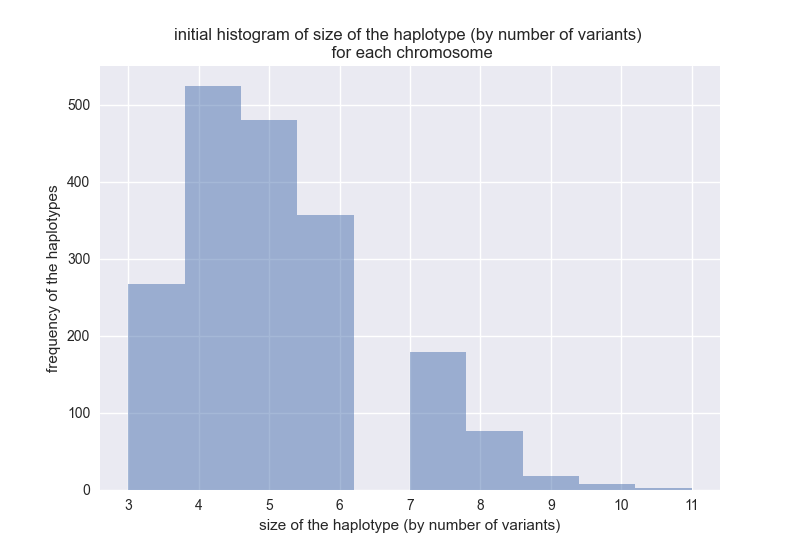 initial histogram of size of the haplotype (by number of variants)
for each chromosome
frequency of the haplotypes
500
400
300
200
100
0
3 4 5 6 7 8 9 10 11
size of the haplotype (by number of variants)